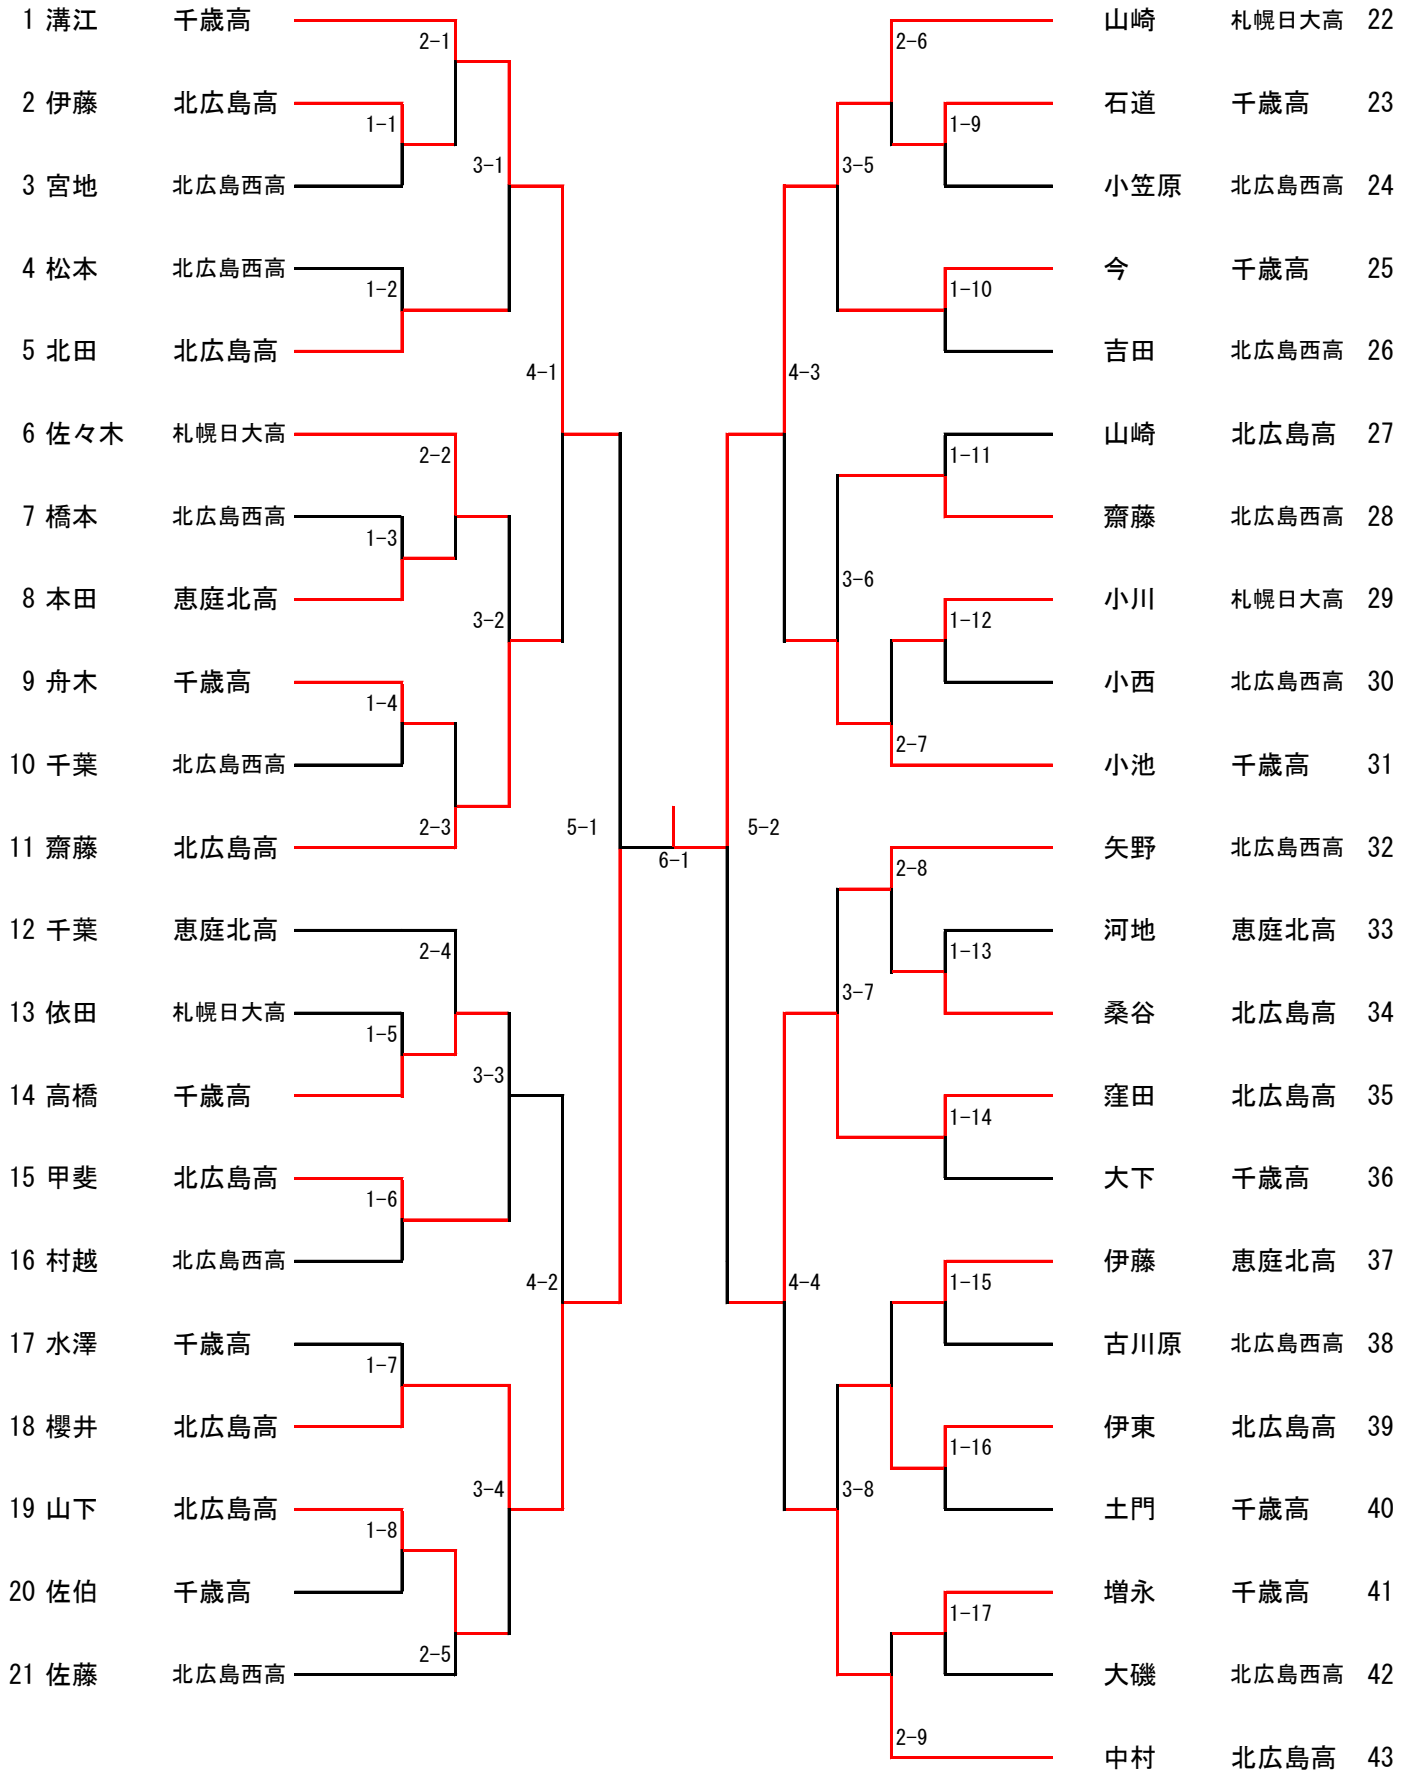 1 溝江 千歳高
2 伊藤 北広島高
3 宮地 北広島西高
4 松本 北広島西高
5 北田 北広島高
6 佐々木 札幌日大高
7 橋本 北広島西高
8 本田 恵庭北高
9 舟木 千歳高
10 千葉 北広島西高
11 齋藤 北広島高
12 千葉 恵庭北高
13 依田 札幌日大高
14 高橋 千歳高
15 甲斐 北広島高
16 村越 北広島西高
17 水澤 千歳高
18 櫻井 北広島高
19 山下 北広島高
20 佐伯 千歳高
21 佐藤 北広島西高
1-1
1-2
1-3
1-4
1-5
1-6
1-7
1-8
2-1
2-2
2-3
2-4
2-5
3-1
3-2
3-3
3-4
4-1
4-2
5-1
6-1
5-2
4-3
4-4
3-5
3-6
3-7
3-8
2-6
2-7
2-8
2-9
1-9
1-10
1-11
1-12
1-13
1-14
1-15
1-16
1-17
山崎 札幌日大高 22
石道 千歳高 23
小笠原 北広島西高 24
今 千歳高 25
吉田 北広島西高 26
山崎 北広島高 27
齋藤 北広島西高 28
小川 札幌日大高 29
小西 北広島西高 30
小池 千歳高 31
矢野 北広島西高 32
河地 恵庭北高 33
桑谷 北広島高 34
窪田 北広島高 35
大下 千歳高 36
伊藤 恵庭北高 37
古川原 北広島西高 38
伊東 北広島高 39
土門 千歳高 40
増永 千歳高 41
大磯 北広島西高 42
中村 北広島高 43